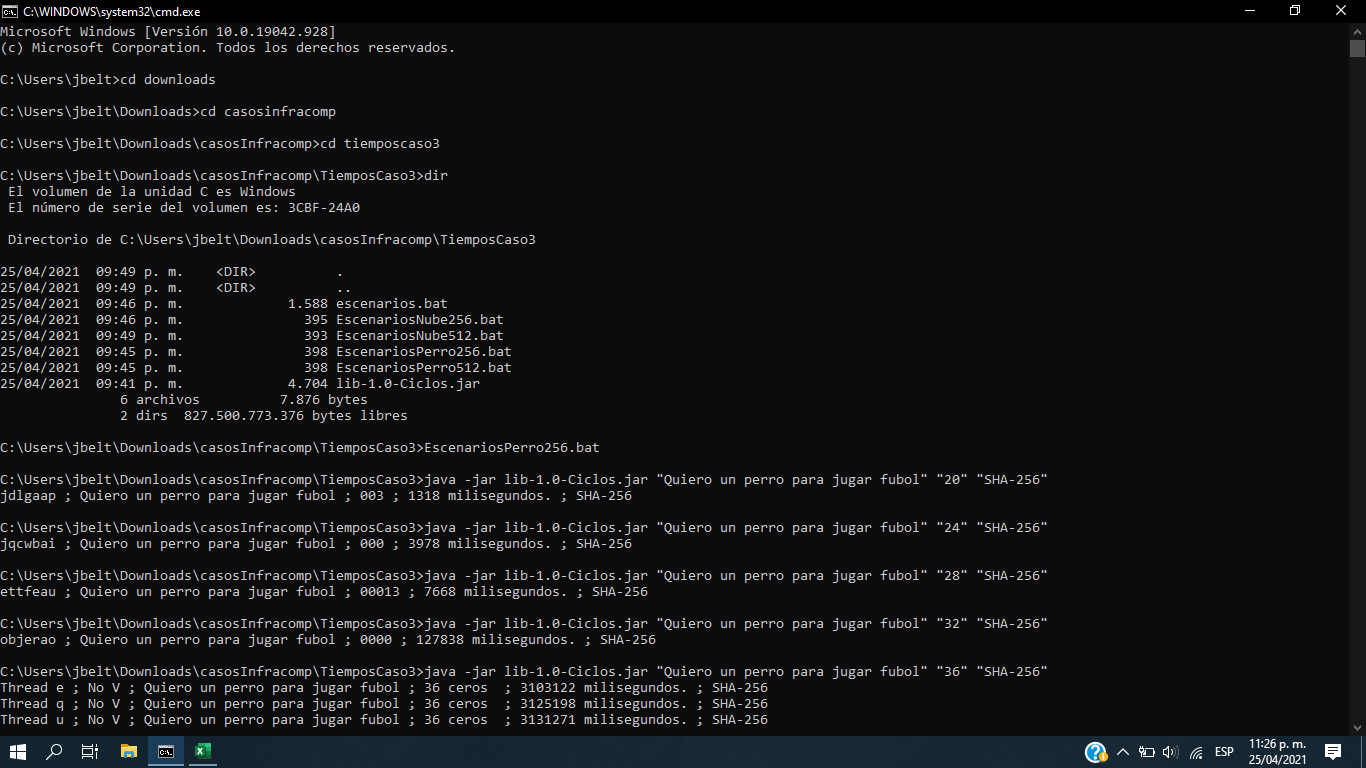 C:\WINDOWS\system32\cmd.exe
Microsoft Windows [Versión 10.0.19042.928]
(c) Microsoft Corporation. Todos los derechos reservados.
C:\Users\jbelt>cd downloads
C:\Users\jbelt\Downloads>cd casosinfracomp
C:\Users\jbelt\Downloads\casosInfracomp>cd tiemposcaso3
C:\Users\jbelt\Downloads\casosInfracomp\TiemposCaso3>dir
 El volumen de la unidad C es Windows
 El número de serie del volumen es: 3CBF-24A0
 Directorio de C:\Users\jbelt\Downloads\casosInfracomp\TiemposCaso3
25/04/2021  09:49 p. m.    <DIR>          .
25/04/2021  09:49 p. m.    <DIR>          ..
25/04/2021  09:46 p. m.             1.588 escenarios.bat
25/04/2021  09:46 p. m.               395 EscenariosNube256.bat
25/04/2021  09:49 p. m.               393 EscenariosNube512.bat
25/04/2021  09:45 p. m.               398 EscenariosPerro256.bat
25/04/2021  09:45 p. m.               398 EscenariosPerro512.bat
25/04/2021  09:41 p. m.             4.704 lib-1.0-Ciclos.jar
               6 archivos          7.876 bytes
               2 dirs  827.500.773.376 bytes libres
C:\Users\jbelt\Downloads\casosInfracomp\TiemposCaso3>EscenariosPerro256.bat
C:\Users\jbelt\Downloads\casosInfracomp\TiemposCaso3>java -jar lib-1.0-Ciclos.jar "Quiero un perro para jugar fubol" "20" "SHA-256"
jdlgaap ; Quiero un perro para jugar fubol ; 003 ; 1318 milisegundos. ; SHA-256
C:\Users\jbelt\Downloads\casosInfracomp\TiemposCaso3>java -jar lib-1.0-Ciclos.jar "Quiero un perro para jugar fubol" "24" "SHA-256"
jqcwbai ; Quiero un perro para jugar fubol ; 000 ; 3978 milisegundos. ; SHA-256
C:\Users\jbelt\Downloads\casosInfracomp\TiemposCaso3>java -jar lib-1.0-Ciclos.jar "Quiero un perro para jugar fubol" "28" "SHA-256"
ettfeau ; Quiero un perro para jugar fubol ; 00013 ; 7668 milisegundos. ; SHA-256
C:\Users\jbelt\Downloads\casosInfracomp\TiemposCaso3>java -jar lib-1.0-Ciclos.jar "Quiero un perro para jugar fubol" "32" "SHA-256"
objerao ; Quiero un perro para jugar fubol ; 0000 ; 127838 milisegundos. ; SHA-256
C:\Users\jbelt\Downloads\casosInfracomp\TiemposCaso3>java -jar lib-1.0-Ciclos.jar "Quiero un perro para jugar fubol" "36" "SHA-256"
Thread e ; No V ; Quiero un perro para jugar fubol ; 36 ceros  ; 3103122 milisegundos. ; SHA-256
Thread q ; No V ; Quiero un perro para jugar fubol ; 36 ceros  ; 3125198 milisegundos. ; SHA-256
Thread u ; No V ; Quiero un perro para jugar fubol ; 36 ceros  ; 3131271 milisegundos. ; SHA-256
ESP
11:26 p. m.
25/04/2021